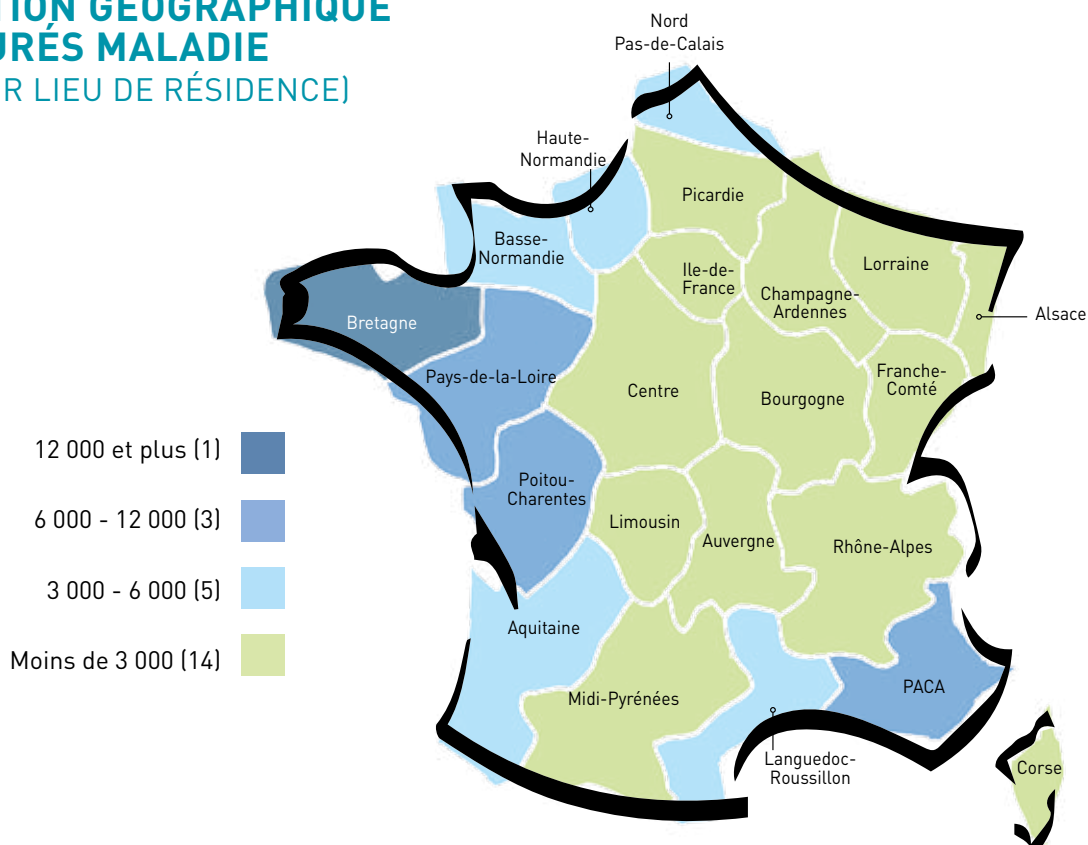 TION GÉOGRAPHIQUE
URÉS MALADIE
R LIEU DE RÉSIDENCE)
Nord
Pas-de-Calais
Haute-
Normandie
Picardie
Basse-
Normandie
Ile-de-
France
Lorraine
Champagne-
Ardennes
Alsace
Bretagne
Pays-de-la-Loire
Centre
Bourgogne
Franche-
Comté
12 000 et plus (1)
6 000 - 12 000 (3)
3 000 - 6 000 (5)
Moins de 3 000 (14)
Poitou-
Charentes
Limousin
Auvergne
Rhône-Alpes
Aquitaine
Midi-Pyrénées
PACA
Languedoc-
Roussillon
Corse